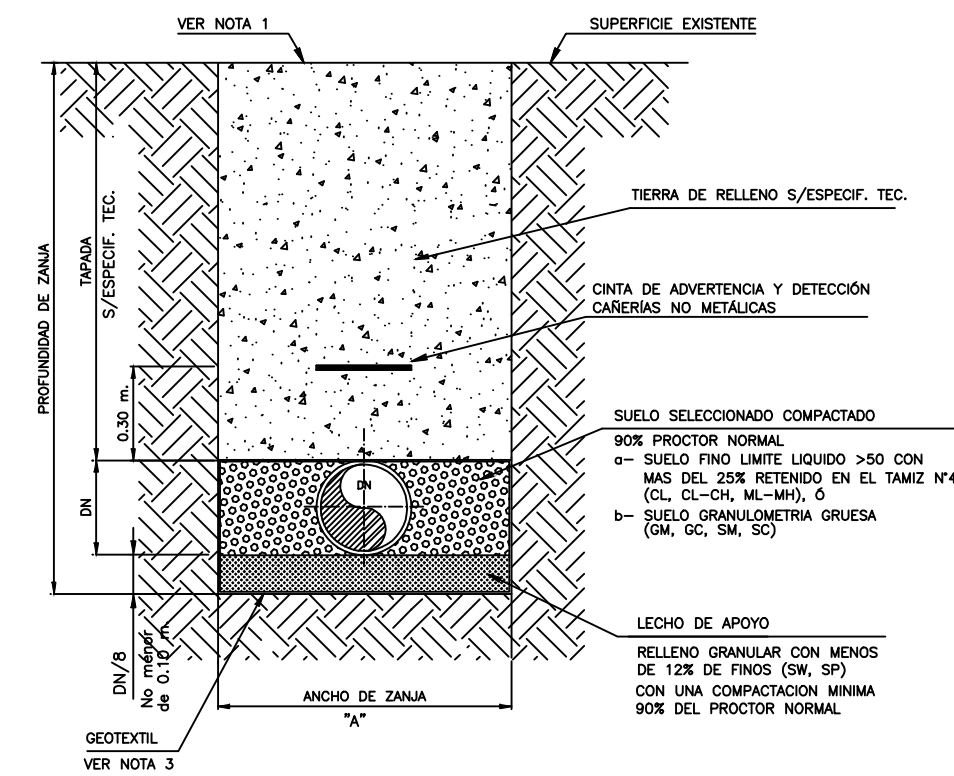 VER NOTA 1
SUPERFICIE EXISTENTE
PROFUNDIDAD DE ZANJA
TAPADA
S/ESPECIF. TEC.
TIERRA DE RELLENO S/ESPECIF. TEC.
CINTA DE ADVERTENCIA Y DETECCIÓN
CAÑERÍAS NO METÁLICAS
0.30 m.
SUELO SELECCIONADO COMPACTADO
90% PROCTOR NORMAL
a- SUELO FINO LIMITE LIQUIDO >50 CON
MAS DEL 25% RETENIDO EN EL TAMIZ N°4
(CL, CL-CH, ML-MH), Ó
b- SUELO GRANULOMETRIA GRUESA
(GM, GC, SM, SC)
DN
DN
LECHO DE APOYO
RELLENO GRANULAR CON MENOS
DE 12% DE FINOS (SW, SP)
CON UNA COMPACTACION MINIMA
90% DEL PROCTOR NORMAL
DN/8
No menor
de 0.10 m.
ANCHO DE ZANJA
"A"
GEOTEXTIL
VER NOTA 3